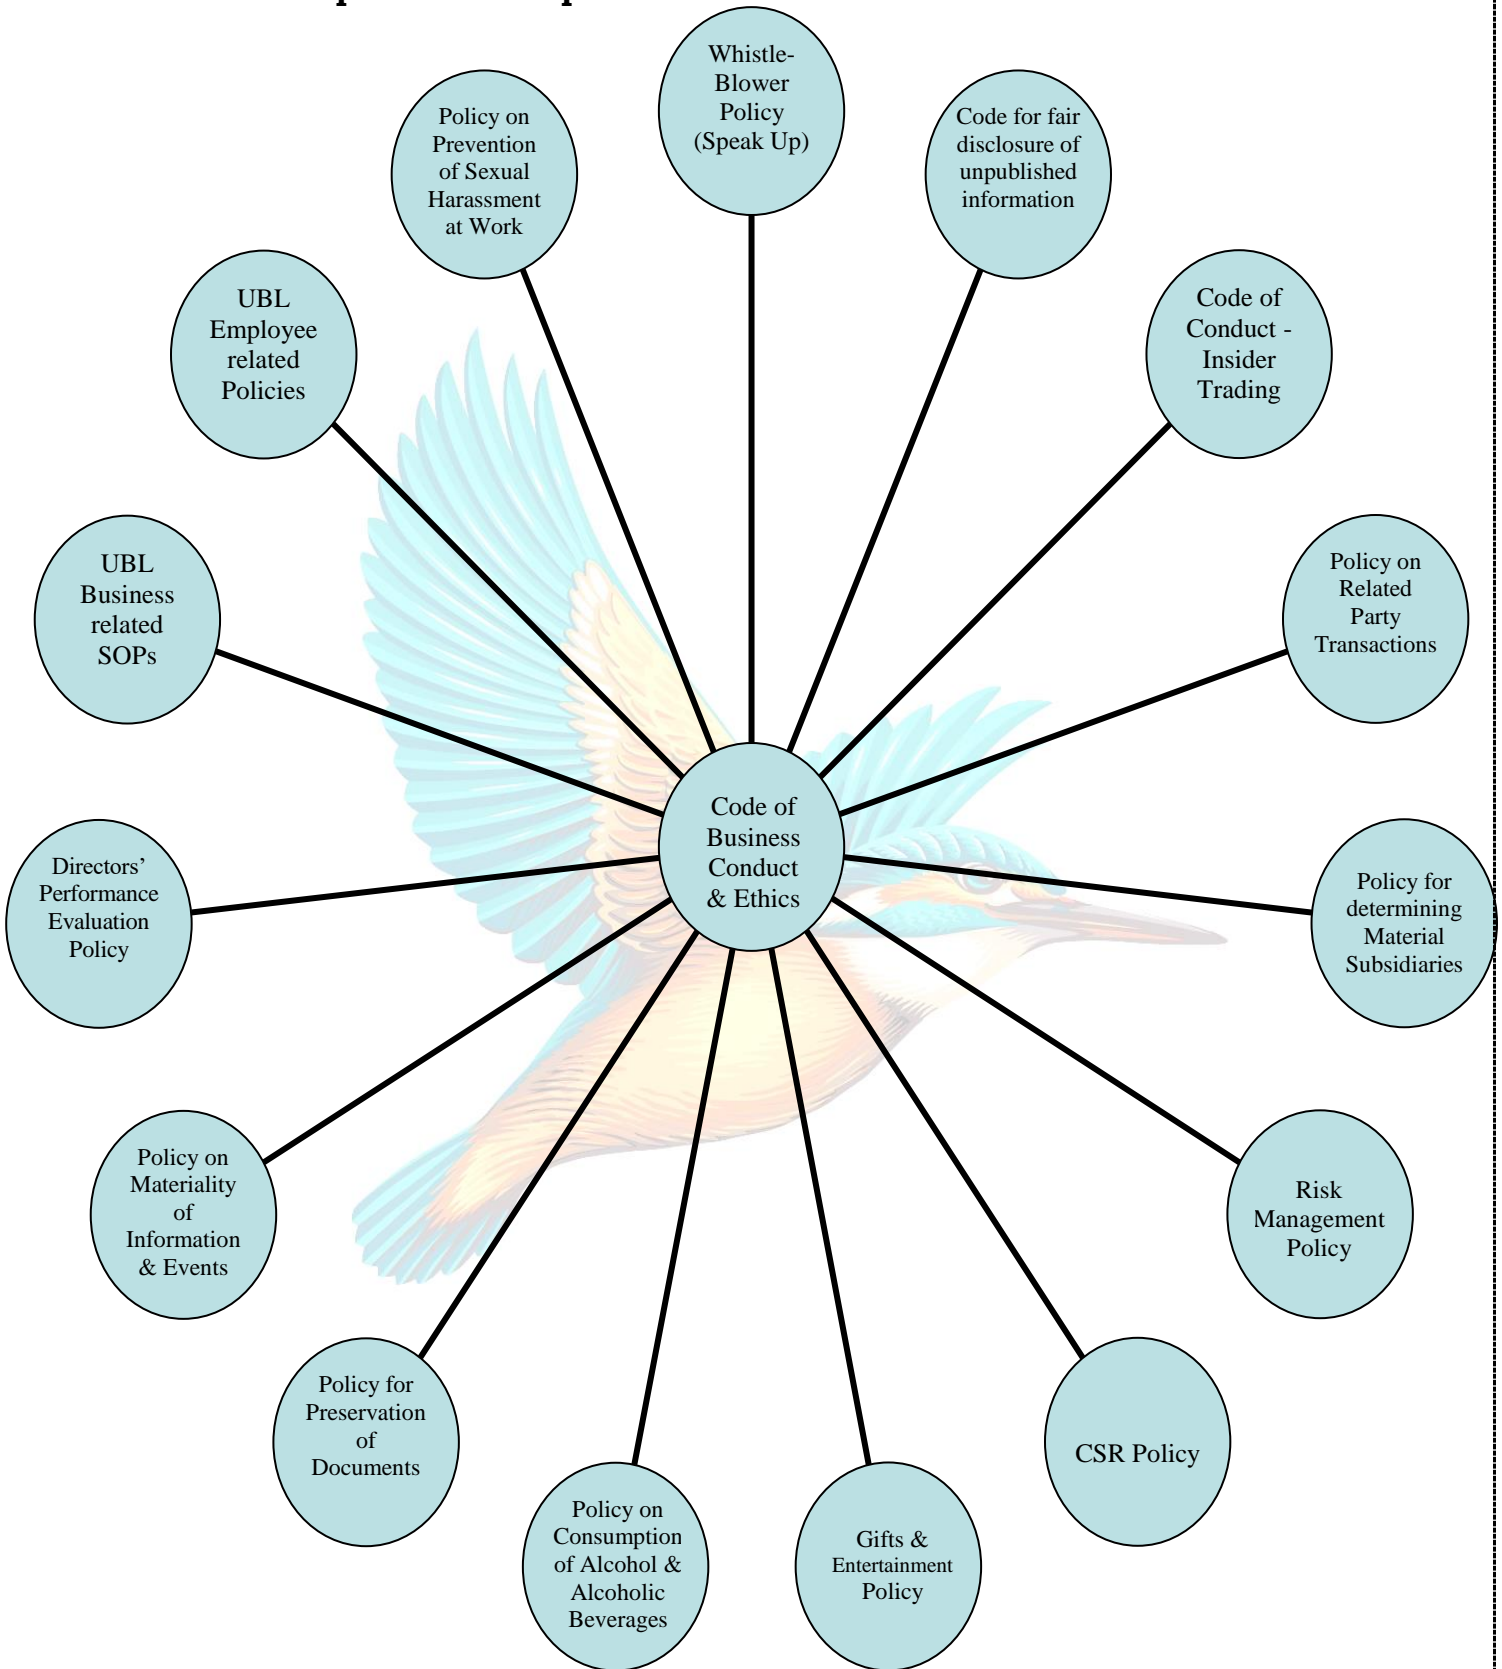 Whistle-
Blower
Policy
(Speak Up)
Code for fair
disclosure of
unpublished
information
Code of
Conduct -
Insider
Trading
Policy on
Related
Party
Transactions
Policy for
determining
Material
Subsidiaries
Risk
Management
Policy
CSR Policy
Gifts &
Entertainment
Policy
Policy on
Consumption
of Alcohol &
Alcoholic
Beverages
Policy for
Preservation
of
Documents
Policy on
Materiality
of
Information
& Events
Directors’
Performance
Evaluation
Policy
UBL
Business
related
SOPs
UBL
Employee
related
Policies
Policy on
Prevention
of Sexual
Harassment
at Work
Code of
Business
Conduct
& Ethics